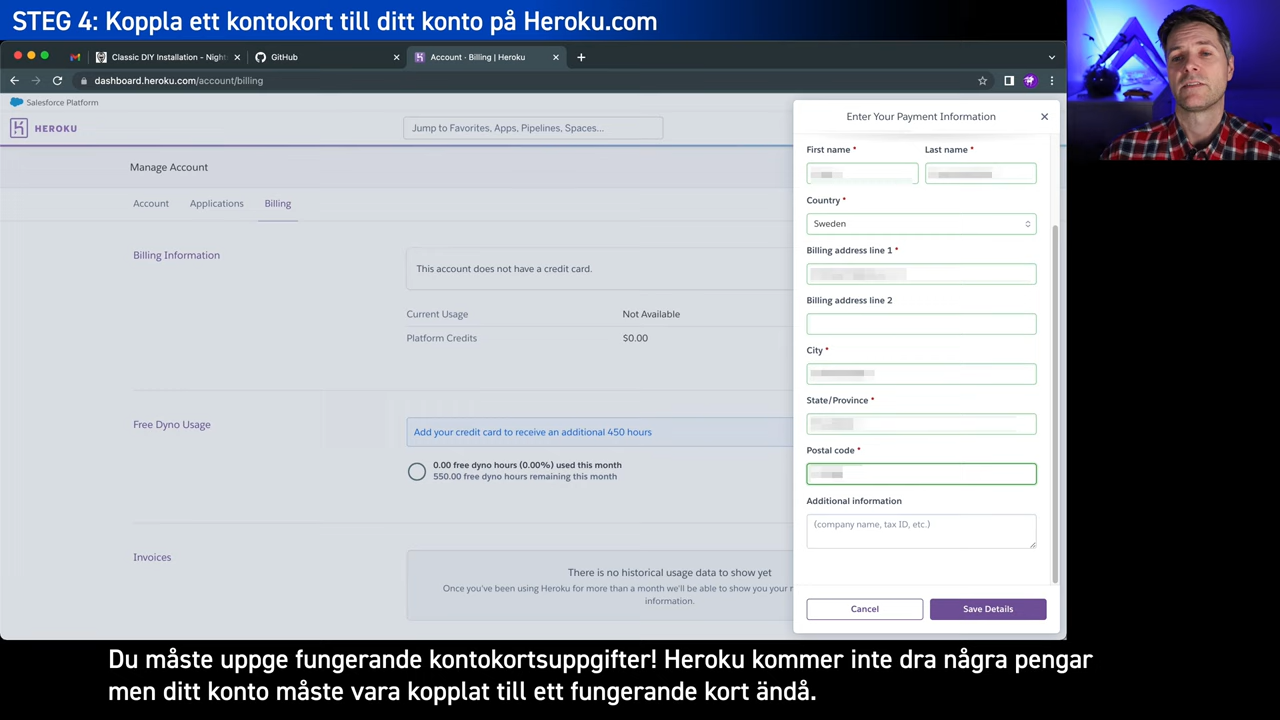 STEG 4: Koppla ett kontokort till ditt konto på Heroku.com
Classic DIY Installation - Nigh
GitHub
Account · Billing | Heroku
dashboard.heroku.com/account/billing
Salesforce Platform
HEROKU
Jump to Favorites, Apps, Pipelines, Spaces...
Manage Account
Account
Applications
Billing
Billing Information
This account does not have a credit card.
Current Usage
Not Available
Platform Credits
$0.00
Free Dyno Usage
Add your credit card to receive an additional 450 hours
0.00 free dyno hours (0.00%) used this month
550.00 free dyno hours remaining this month
Invoices
There is no historical usage data to show yet
Once you've been using Heroku for more than a month we'll be able to show you your
information.
Enter Your Payment Information
First name *
Last name *
Country *
Sweden
Billing address line 1 *
Billing address line 2
City *
State/Province *
Postal code *
Additional information
(company name, tax ID, etc.)
Cancel
Save Details
Du måste uppge fungerande kontokortsuppgifter! Heroku kommer inte dra några pengar
men ditt konto måste vara kopplat till ett fungerande kort ändå.